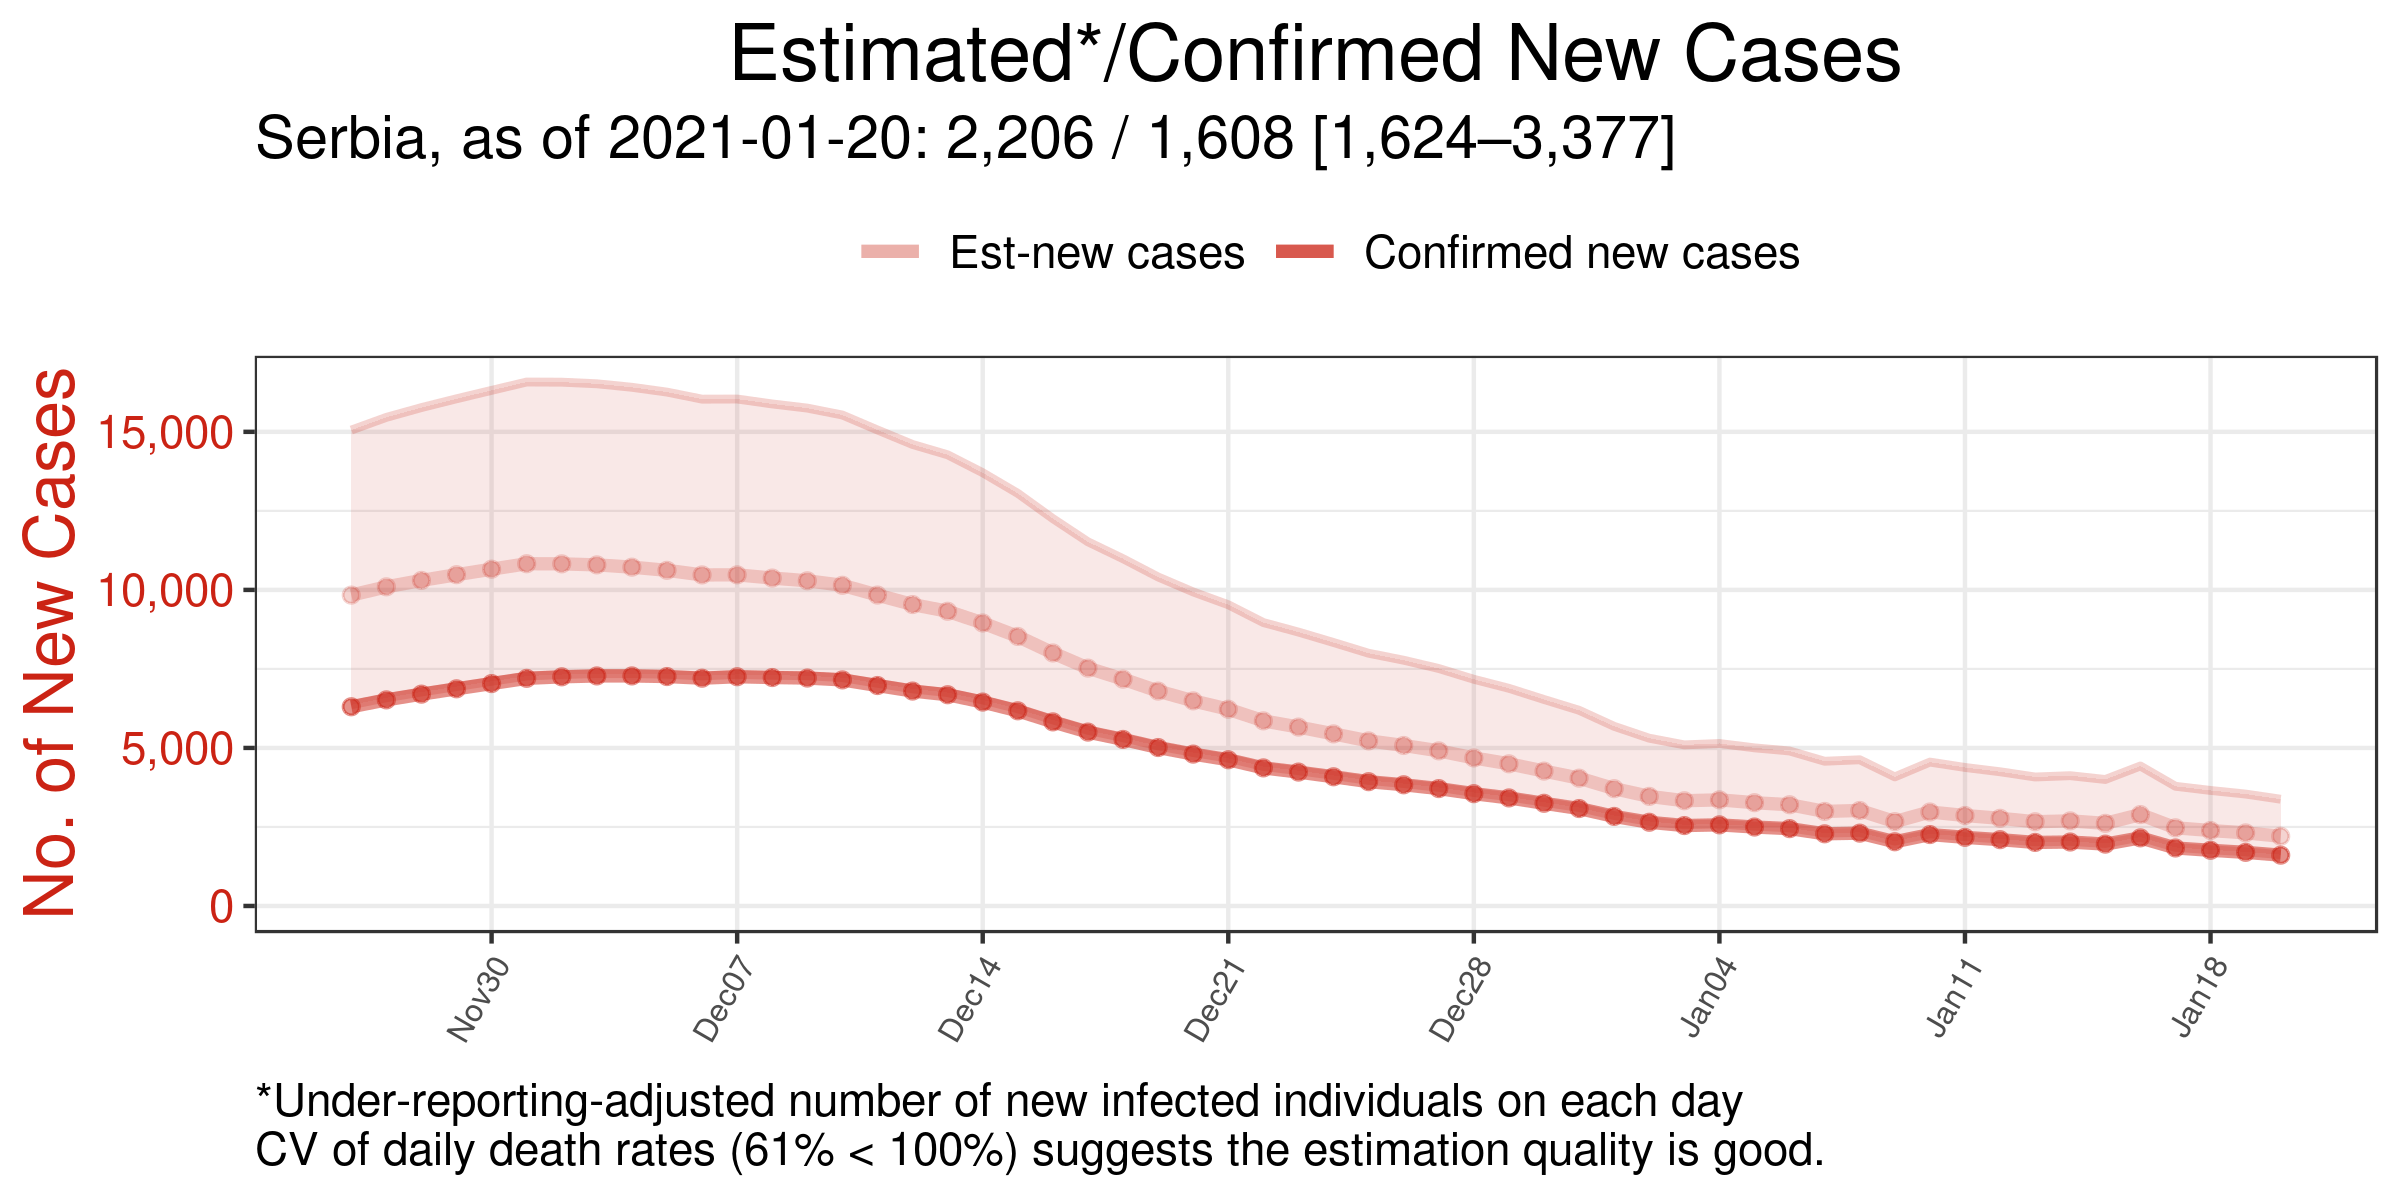 Estimated*/Confirmed New Cases
Serbia, as of 2021-01-20: 2,206 / 1,608 [1,624–3,377]
Est-new cases
Confirmed new cases
No. of New Cases
15,000
10,000
5,000
0
Nov30
Dec07
Dec14
Dec21
Dec28
Jan04
Jan11
Jan18
*Under-reporting-adjusted number of new infected individuals on each day
CV of daily death rates (61% < 100%) suggests the estimation quality is good.